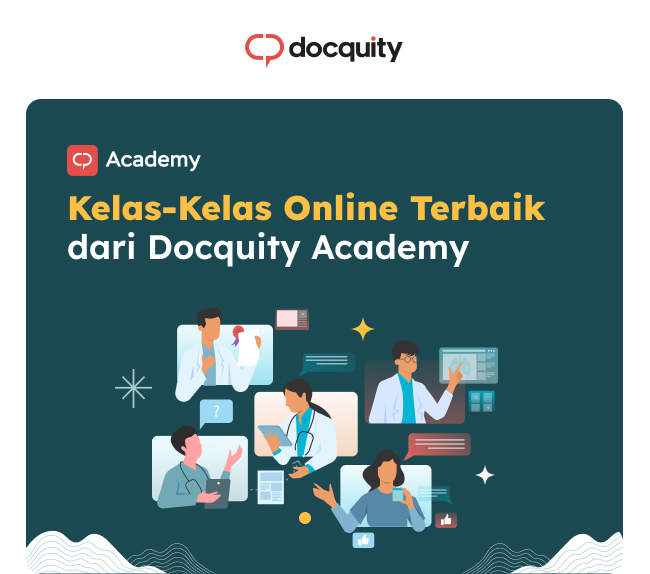 docquity
Academy
Kelas-Kelas Online Terbaik
dari Docquity Academy
?